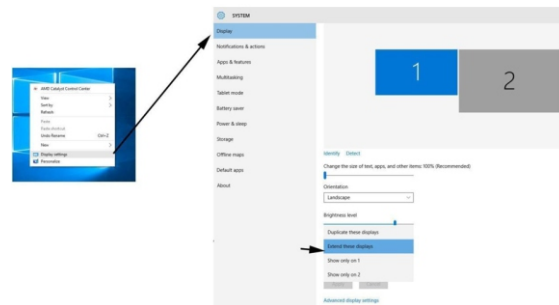 AMD Catalyst Control Center
View
Sort by
Refresh
Paste
Paste shortcut
Undo Rename Ctrl+Z
New
Display settings
Personalize
SYSTEM
Display
Notifications & actions
Apps & features
Multitasking
Tablet mode
Battery saver
Power & sleep
Storage
Offline maps
Default apps
About
1
2
Identify Detect
Change the size of text, apps, and other items: 100% (Recommended)
Orientation
Landscape
Brightness level
Duplicate these displays
Extend these displays
Show only on 1
Show only on 2
Apply Cancel
Advanced display settings